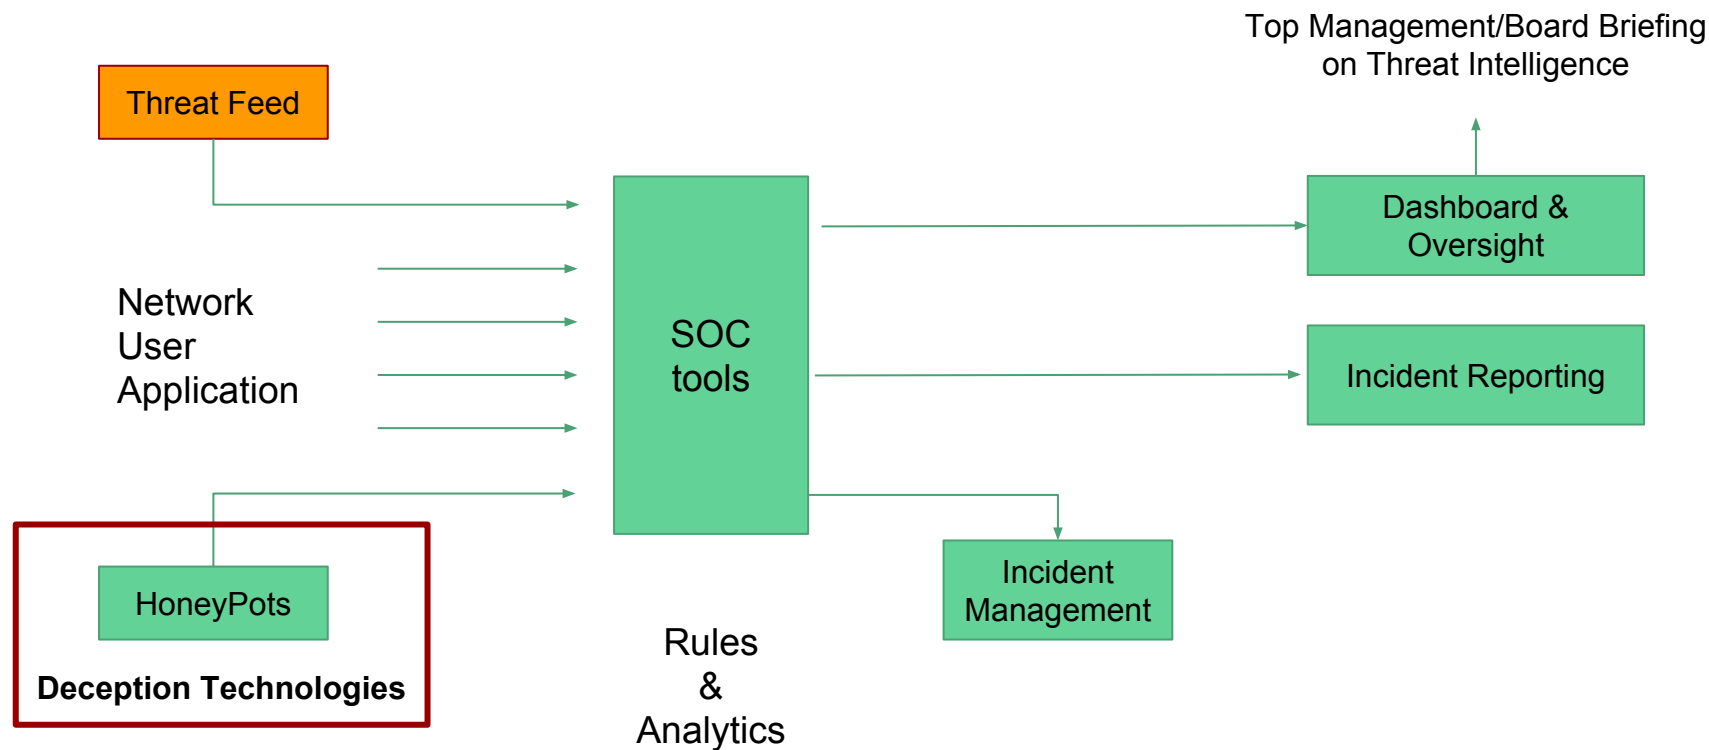 Top Management/Board Briefing
on Threat Intelligence
Threat Feed
Dashboard &
Oversight
Network
User
Application
SOC
tools
Incident Reporting
HoneyPots
Deception Technologies
Incident
Management
Rules
&
Analytics